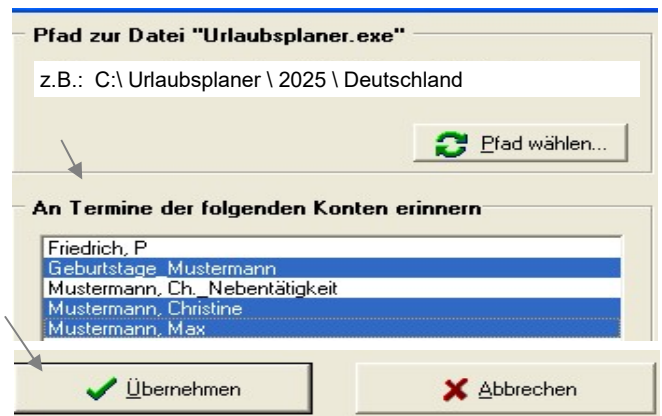 Pfad zur Datei "Urlaubsplaner.exe"
z.B.: C:\ Urlaubsplaner \ 2025 \ Deutschland
Pfad wählen...
An Termine der folgenden Konten erinnern
Friedrich, P
Geburtstage_Mustermann
Mustermann, Ch._Nebentätigkeit
Mustermann, Christine
Mustermann, Max
Übernehmen
Abbrechen